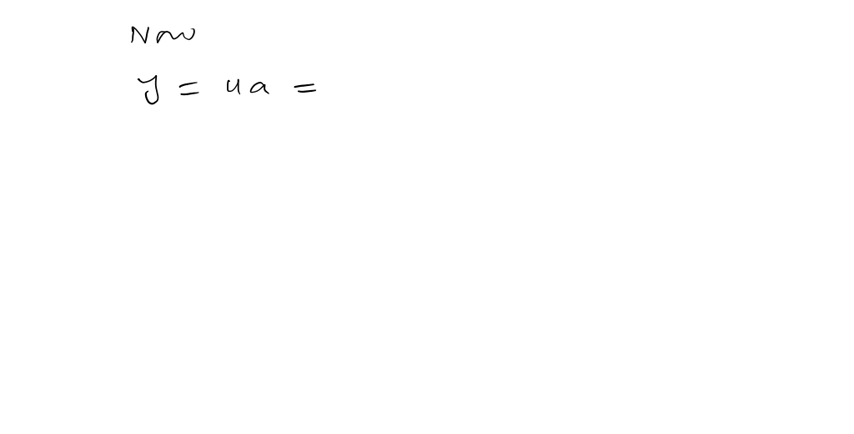 Now
y = ua =